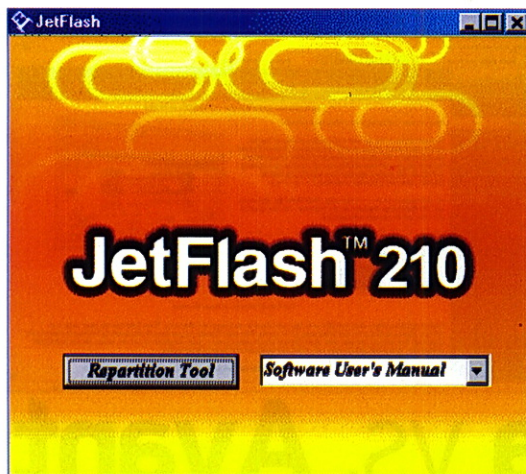 JetFlash
JetFlash™ 210
Repartition Tool
Software User's Manual